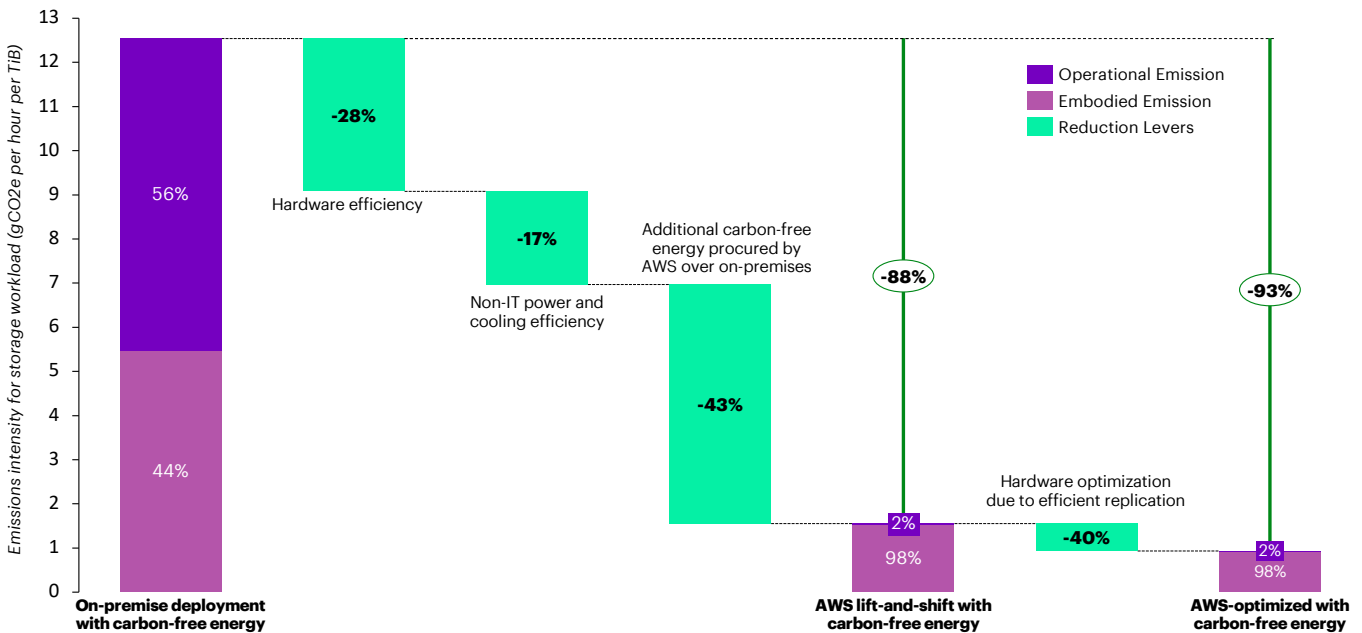 Emissions intensity for storage workload (gCO2e per hour per TiB)
13
12
11
10
9
8
7
6
5
4
3
2
1
0
56%
44%
-28%
Hardware efficiency
-17%
Non-IT power and
cooling efficiency
Additional carbon-free
energy procured by
AWS over on-premises
-43%
-88%
2%
98%
Hardware optimization
due to efficient replication
-40%
-93%
2%
98%
Operational Emission
Embodied Emission
Reduction Levers
On-premise deployment
with carbon-free energy
AWS lift-and-shift with
carbon-free energy
AWS-optimized with
carbon-free energy